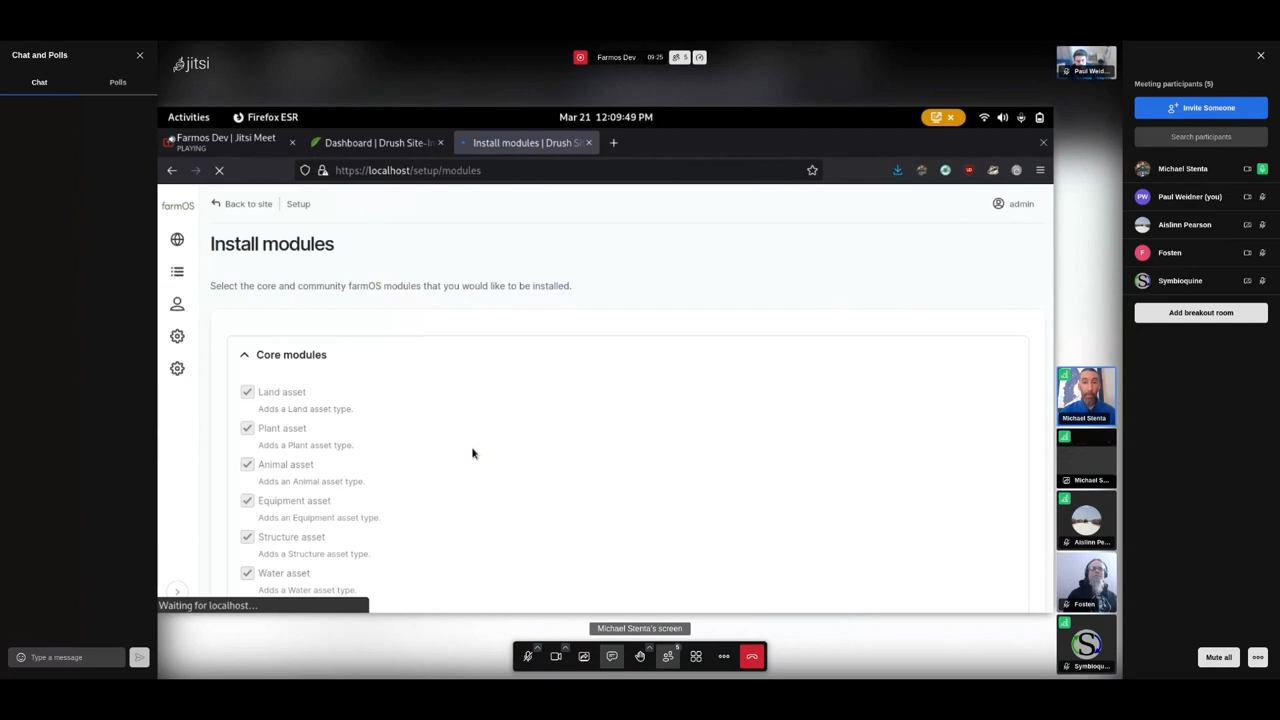 Chat and Polls
Chat
Polls
Type a message
jitsi
Farmos Dev
09:25
5
Activities
Firefox ESR
Mar 21 12:09:49 PM
Farmos Dev | Jitsi Meet
PLAYING
Dashboard | Drush Site-In
Install modules | Drush Si
https://localhost/setup/modules
farmOS
Back to site
Setup
admin
Install modules
Select the core and community farmOS modules that you would like to be installed.
Core modules
Land asset
Adds a Land asset type.
Plant asset
Adds a Plant asset type.
Animal asset
Adds an Animal asset type.
Equipment asset
Adds an Equipment asset type.
Structure asset
Adds a Structure asset type.
Water asset
Adds a Water asset type.
Waiting for localhost...
Michael Stenta's screen
5
Paul Weid...
Michael Stenta
Michael S...
Aislinn Pe...
Fosten
Symbioqu...
Meeting participants (5)
Invite Someone
Search participants
Michael Stenta
PW
Paul Weidner (you)
Aislinn Pearson
F
Fosten
Symbioquine
Add breakout room
Mute all